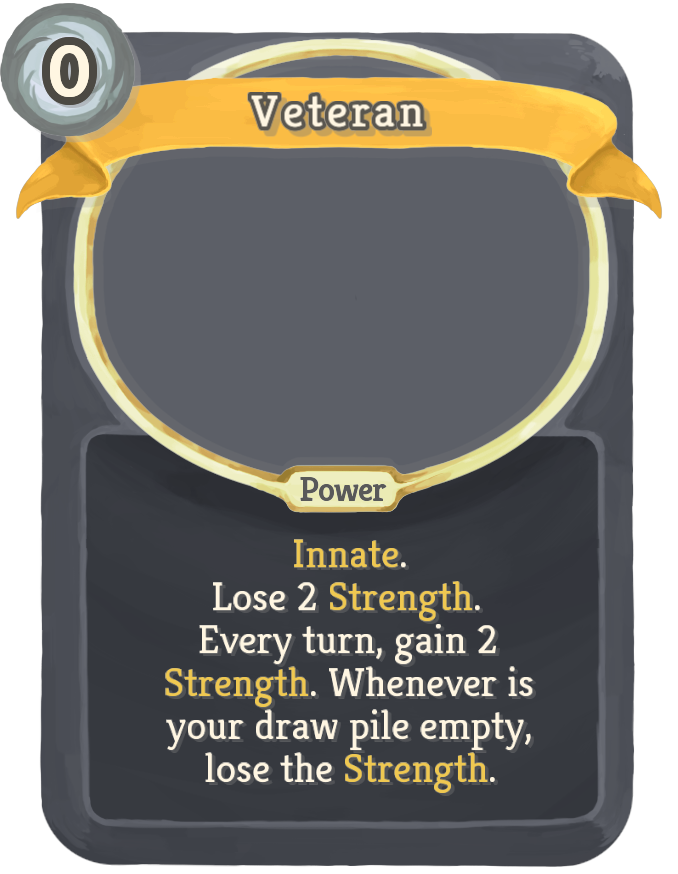 0
Veteran
Power
Innate.
Lose 2 Strength.
Every turn, gain 2
Strength. Whenever is
your draw pile empty,
lose the Strength.